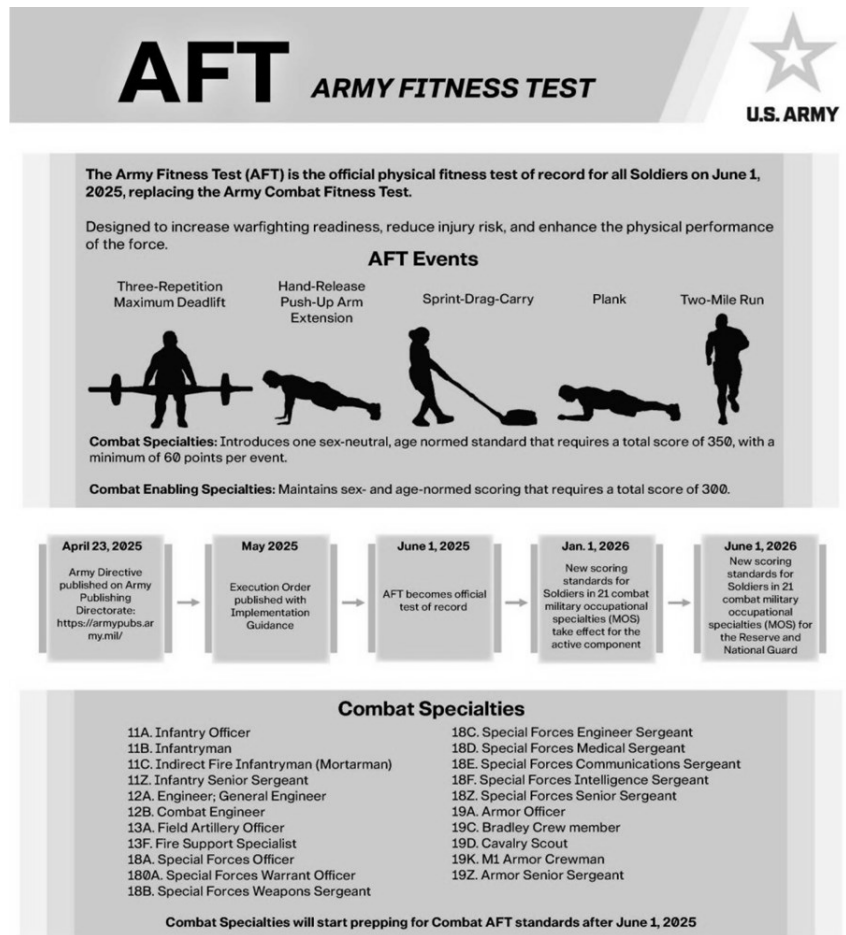 AFT ARMY FITNESS TEST
U.S. ARMY
The Army Fitness Test (AFT) is the official physical fitness test of record for all Soldiers on June 1,
2025, replacing the Army Combat Fitness Test.
Designed to increase warfighting readiness, reduce injury risk, and enhance the physical performance
of the force.
AFT Events
Three-Repetition
Maximum Deadlift
Hand-Release
Push-Up Arm
Extension
Sprint-Drag-Carry
Plank
Two-Mile Run
Combat Specialties: Introduces one sex-neutral, age normed standard that requires a total score of 350, with a
minimum of 60 points per event.
Combat Enabling Specialties: Maintains sex- and age-normed scoring that requires a total score of 300.
April 23, 2025
Army Directive
published on Army
Publishing
Directorate:
https://armypubs.ar
my.mil/
May 2025
Execution Order
published with
Implementation
Guidance
June 1, 2025
AFT becomes official
test of record
Jan. 1, 2026
New scoring
standards for
Soldiers in 21 combat
military occupational
specialties (MOS)
take effect for the
active component
June 1, 2026
New scoring
standards for
Soldiers in 21
combat military
occupational
specialties (MOS) for
the Reserve and
National Guard
Combat Specialties
11A. Infantry Officer
11B. Infantryman
11C. Indirect Fire Infantryman (Mortarman)
11Z. Infantry Senior Sergeant
12A. Engineer; General Engineer
12B. Combat Engineer
13A. Field Artillery Officer
13F. Fire Support Specialist
18A. Special Forces Officer
180A. Special Forces Warrant Officer
18B. Special Forces Weapons Sergeant
18C. Special Forces Engineer Sergeant
18D. Special Forces Medical Sergeant
18E. Special Forces Communications Sergeant
18F. Special Forces Intelligence Sergeant
18Z. Special Forces Senior Sergeant
19A. Armor Officer
19C. Bradley Crew member
19D. Cavalry Scout
19K. M1 Armor Crewman
19Z. Armor Senior Sergeant
Combat Specialties will start prepping for Combat AFT standards after June 1, 2025